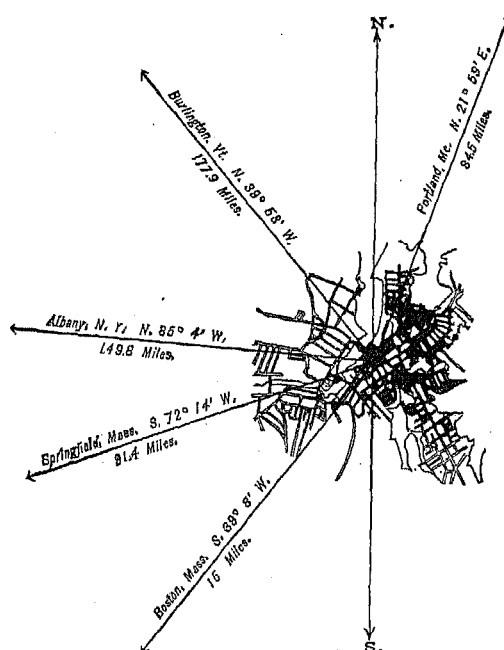 N.
Portland, Me. N. 21° 59' E.
84.5 Miles.
Burlington, Vt. N. 39° 58' W.
177.9 Miles.
Albany, N. Y. N. 85° 4' W.
149.8 Miles.
Springfield, Mass. S. 72° 14' W.
91.4 Miles.
Boston, Mass. S. 39° 8' W.
15 Miles.
S.